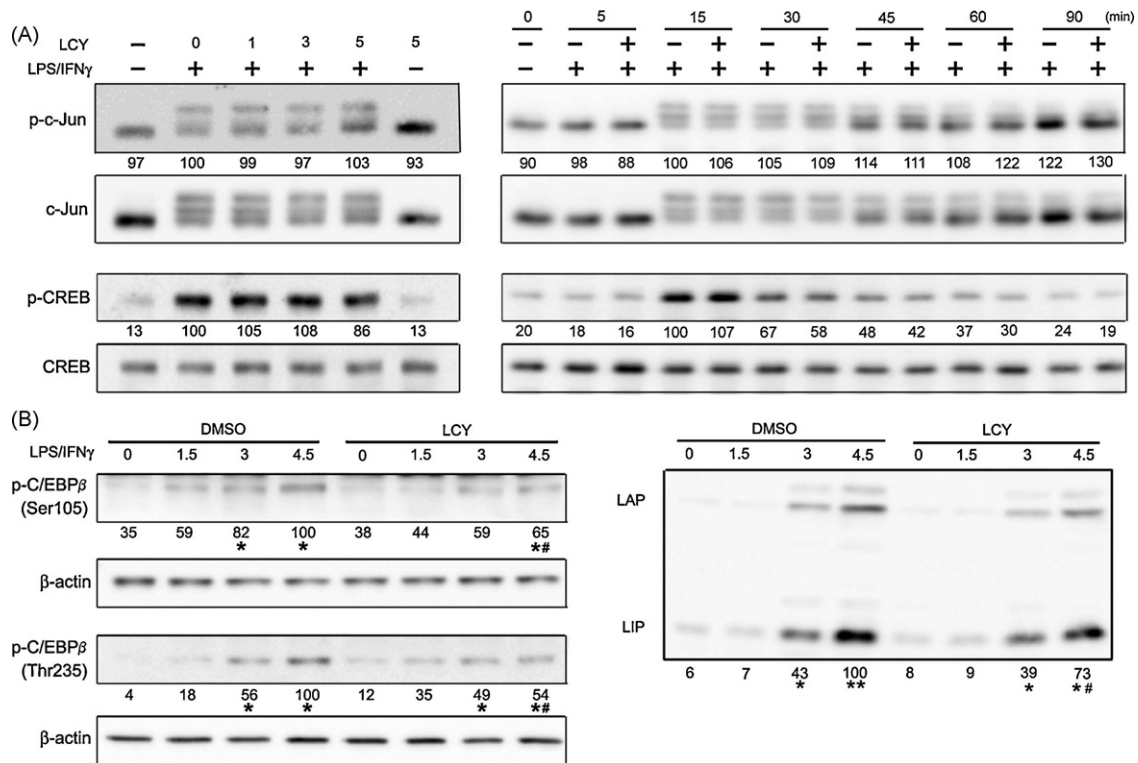 (A)
LCY – 0 1 3 5 5
LPS/IFNγ – + + + + –
p-c-Jun
97 100 99 97 103 93
c-Jun
p-CREB
13 100 105 108 86 13
CREB
0 5 15 30 45 60 90 (min)
– – + – + – + – + – + – +
– + + + + + + + + + + + +
90 98 88 100 106 105 109 114 111 108 122 122 130
20 18 16 100 107 67 58 48 42 37 30 24 19
(B)
DMSO LCY
LPS/IFNγ 0 1.5 3 4.5 0 1.5 3 4.5
p-C/EBPβ
(Ser105)
35 59 82 100 38 44 59 65
* * *#
β-actin
p-C/EBPβ
(Thr235)
4 18 56 100 12 35 49 54
* * * *#
β-actin
DMSO LCY
0 1.5 3 4.5 0 1.5 3 4.5
LAP
LIP
6 7 43 100 8 9 39 73
* ** * *#